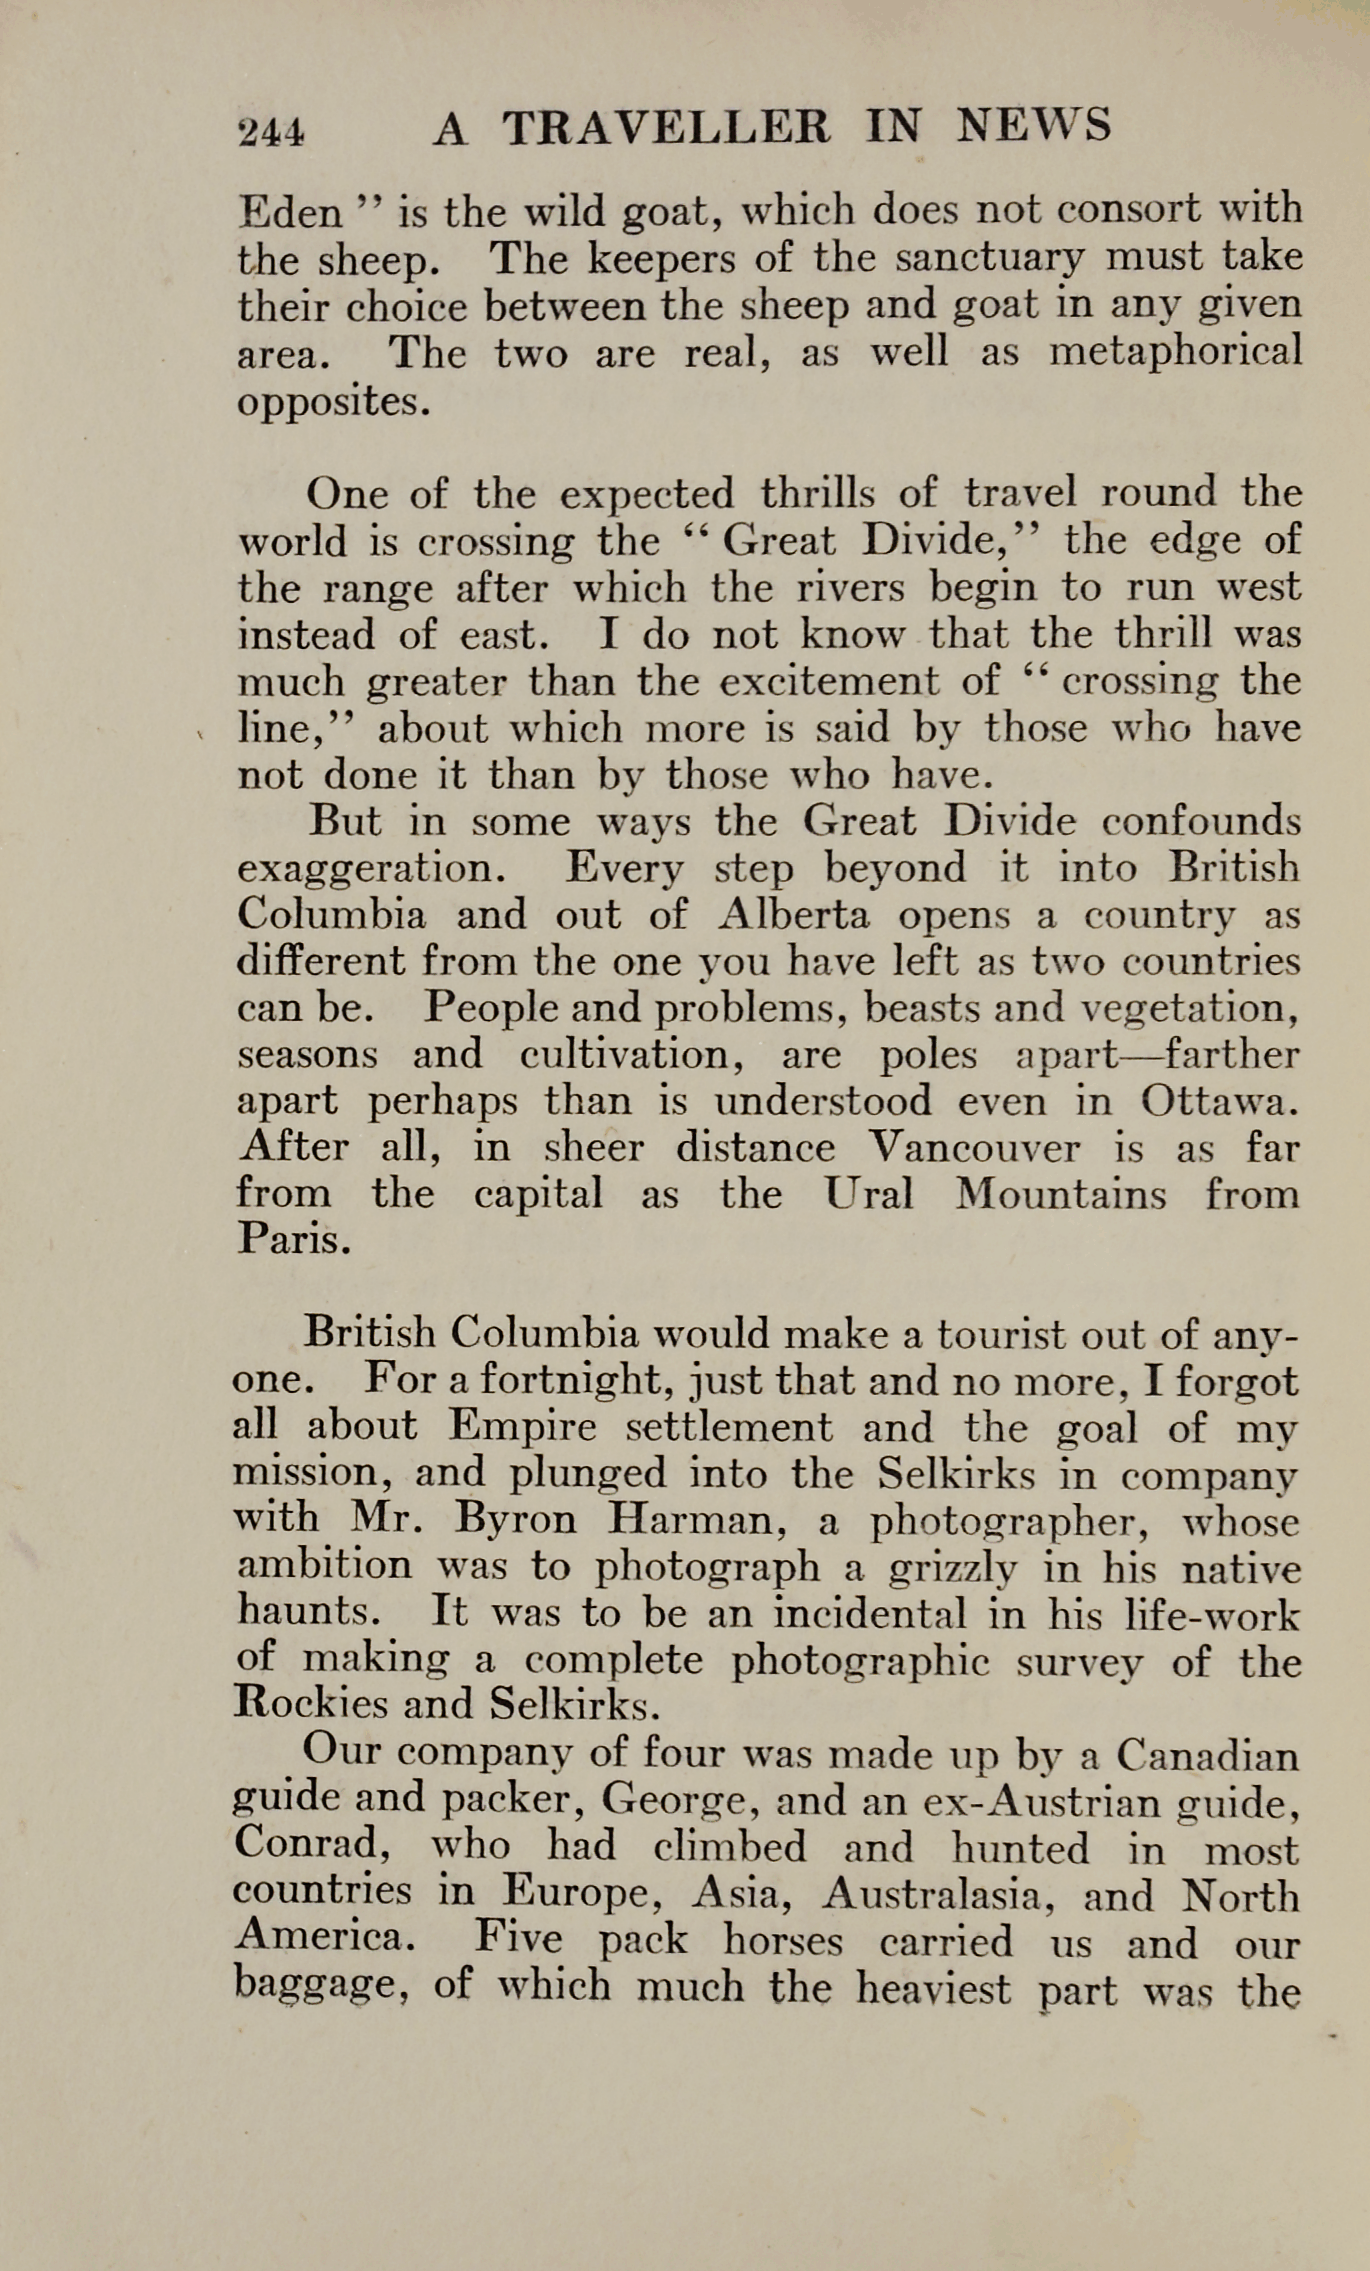 244 A TRAVELLER IN NEWS
Eden " is the wild goat, which does not consort with
the sheep. The keepers of the sanctuary must take
their choice between the sheep and goat in any given
area. The two are real, as well as metaphorical
opposites.
One of the expected thrills of travel round the
world is crossing the “ Great Divide,” the edge of
the range after which the rivers begin to run west
instead of east. I do not know that the thrill was
much greater than the excitement of “ crossing the
line,” about which more is said by those who have
not done it than by those who have.
But in some ways the Great Divide confounds
exaggeration. Every step beyond it into British
Columbia and out of Alberta opens a country as
different from the one you have left as two countries
can be. People and problems, beasts and vegetation,
seasons and cultivation, are poles apart—farther
apart perhaps than is understood even in Ottawa.
After all, in sheer distance Vancouver is as far
from the capital as the Ural Mountains from
Paris.
British Columbia would make a tourist out of any-
one. For a fortnight, just that and no more, I forgot
all about Empire settlement and the goal of my
mission, and plunged into the Selkirks in company
with Mr. Byron Harman, a photographer, whose
ambition was to photograph a grizzly in his native
haunts. It was to be an incidental in his life-work
of making a complete photographic survey of the
Rockies and Selkirks.
Our company of four was made up by a Canadian
guide and packer, George, and an ex-Austrian guide,
Conrad, who had climbed and hunted in most
countries in Europe, Asia, Australasia, and North
America. Five pack horses carried us and our
baggage, of which much the heaviest part was the